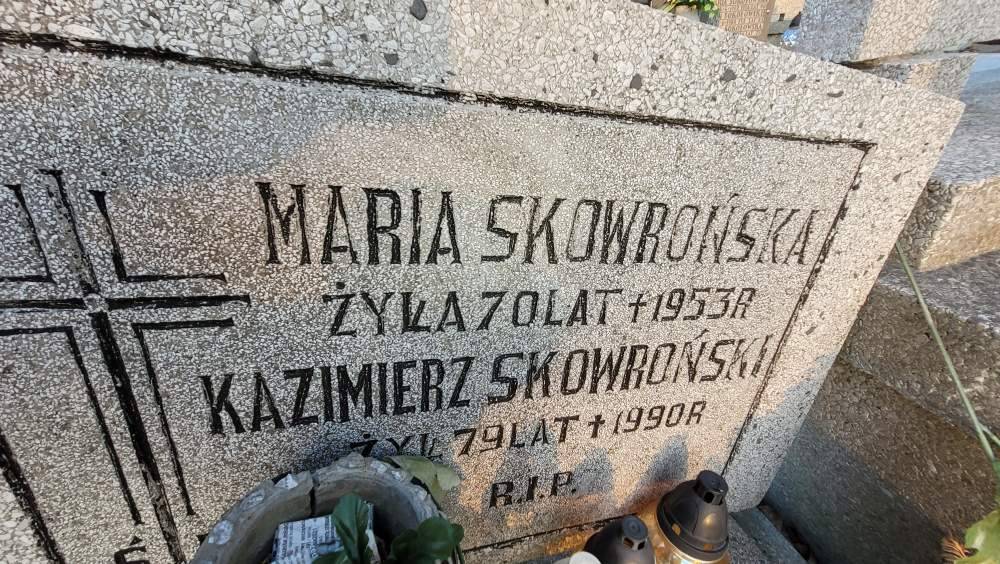 MARIA SKOWROŃSKA
ŻYŁA 70 LAT + 1953 R
KAZIMIERZ SKOWROŃSKI
ŻYŁ 79 LAT + 1990 R
R.I.P.